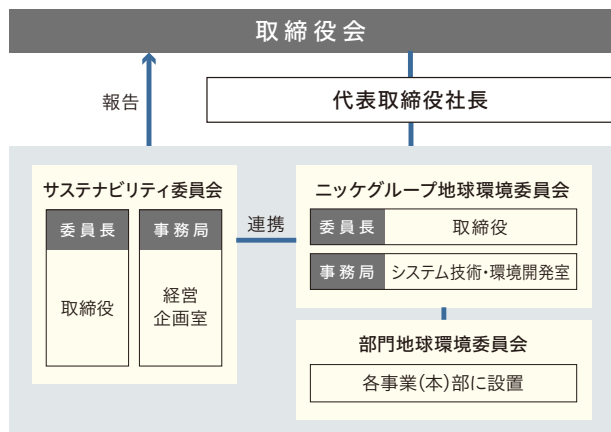 取締役会
報告
代表取締役社長
サステナビリティ委員会
委員長
取締役
事務局
経営
企画室
連携
ニッケグループ地球環境委員会
委員長 取締役
事務局 システム技術・環境開発室
部門地球環境委員会
各事業(本)部に設置